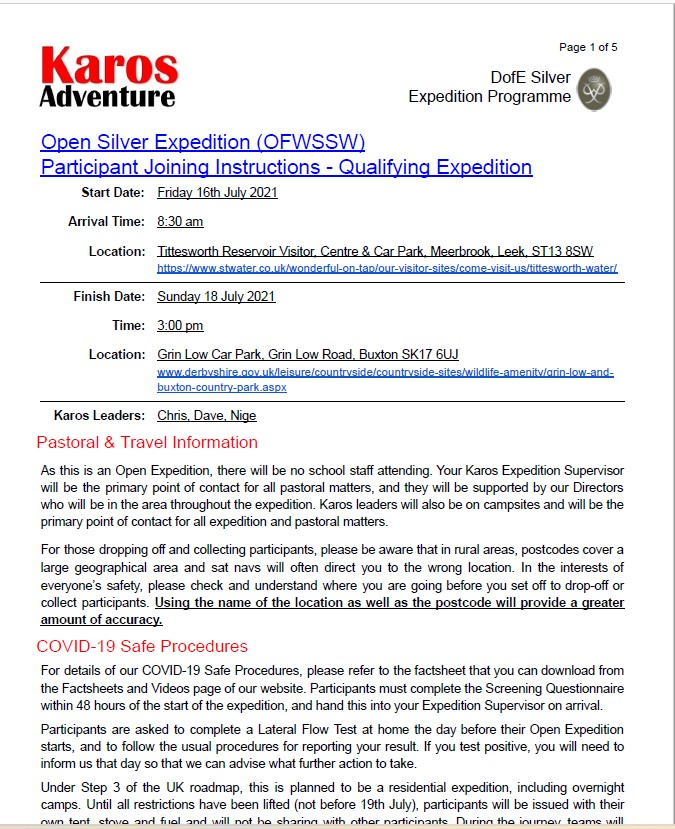 Page 1 of 5
Karos
Adventure
DofE Silver
Expedition Programme
Open Silver Expedition (OFWSSW)
Participant Joining Instructions - Qualifying Expedition
Start Date: Friday 16th July 2021
Arrival Time: 8:30 am
Location: Tittesworth Reservoir Visitor, Centre & Car Park, Meerbrook, Leek, ST13 8SW
https://www.stwater.co.uk/wonderful-on-tap/our-visitor-sites/come-visit-us/tittesworth-water/
Finish Date: Sunday 18 July 2021
Time: 3:00 pm
Location: Grin Low Car Park, Grin Low Road, Buxton SK17 6UJ
www.derbyshire.gov.uk/leisure/countryside/countryside-sites/wildlife-amenity/grin-low-and-
buxton-country-park.aspx
Karos Leaders: Chris, Dave, Nige
Pastoral & Travel Information
As this is an Open Expedition, there will be no school staff attending. Your Karos Expedition Supervisor
will be the primary point of contact for all pastoral matters, and they will be supported by our Directors
who will be in the area throughout the expedition. Karos leaders will also be on campsites and will be the
primary point of contact for all expedition and pastoral matters.
For those dropping off and collecting participants, please be aware that in rural areas, postcodes cover a
large geographical area and sat navs will often direct you to the wrong location. In the interests of
everyone's safety, please check and understand where you are going before you set off to drop-off or
collect participants. Using the name of the location as well as the postcode will provide a greater
amount of accuracy.
COVID-19 Safe Procedures
For details of our COVID-19 Safe Procedures, please refer to the factsheet that you can download from
the Factsheets and Videos page of our website. Participants must complete the Screening Questionnaire
within 48 hours of the start of the expedition, and hand this into your Expedition Supervisor on arrival.
Participants are asked to complete a Lateral Flow Test at home the day before their Open Expedition
starts, and to follow the usual procedures for reporting your result. If you test positive, you will need to
inform us that day so that we can advise what further action to take.
Under Step 3 of the UK roadmap, this is planned to be a residential expedition, including overnight
camps. Until all restrictions have been lifted (not before 19th July), participants will be issued with their
own tent, stove and fuel and will not be sharing with other participants. During the journey, teams will